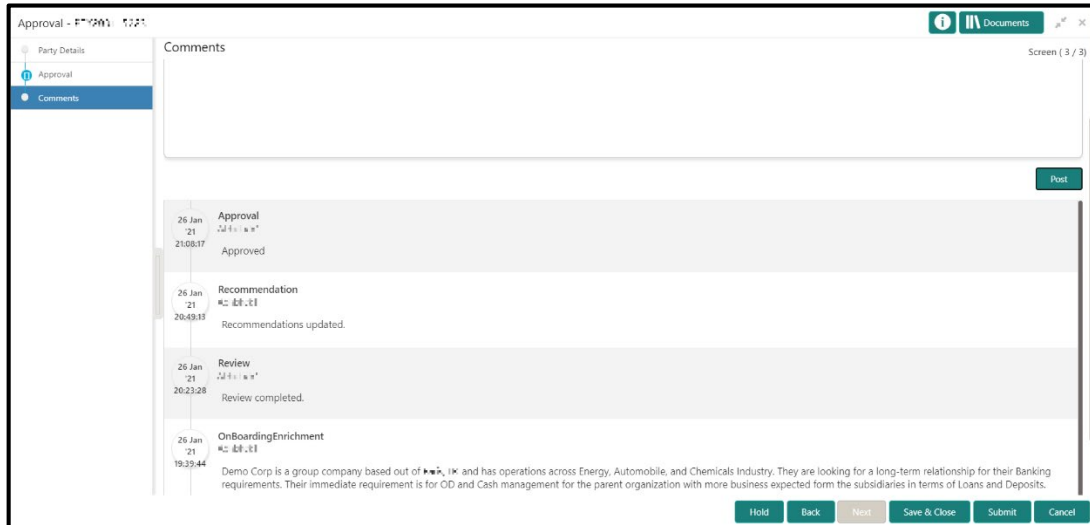 Approval -
Documents
Party Details
Approval
Comments
Comments
Screen ( 3 / 3)
Post
26 Jan
'21
21:08:17
Approval
Approved
26 Jan
'21
20:49:13
Recommendation
Recommendations updated.
26 Jan
'21
20:23:28
Review
Review completed.
26 Jan
'21
19:39:44
OnBoardingEnrichment
Demo Corp is a group company based out of and has operations across Energy, Automobile, and Chemicals Industry. They are looking for a long-term relationship for their Banking
requirements. Their immediate requirement is for OD and Cash management for the parent organization with more business expected form the subsidiaries in terms of Loans and Deposits.
Hold
Back
Next
Save & Close
Submit
Cancel